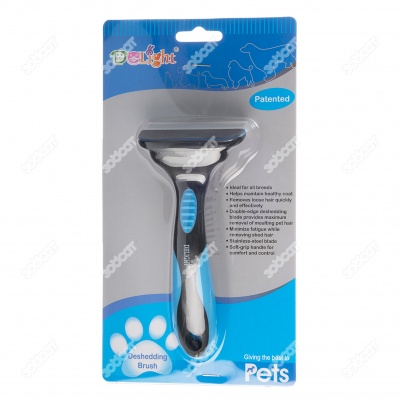 DELight
Patented
• Ideal for all breeds
• Helps maintain healthy coat
• Removes loose hair quickly
and effectively
• Double-edge deshedding
blade provides maximum
removal of moulting pet hair
• Minimize fatigue while
removing shed hair
• Stainless-steel blade
• Soft-grip handle for
comfort and control
DELIGHT
Deshedding
Brush
Giving the best to
Pets